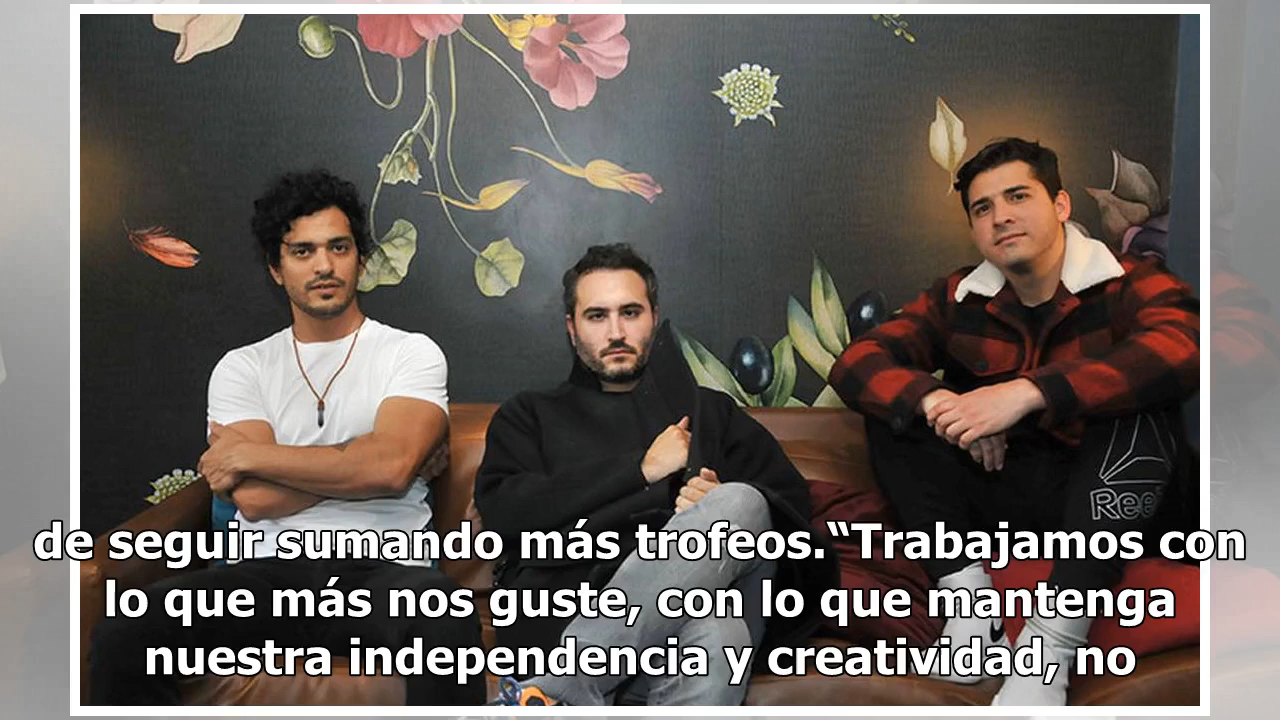 Ree
de seguir sumando más trofeos.“Trabajamos con
lo que más nos guste, con lo que mantenga
nuestra independencia y creatividad, no